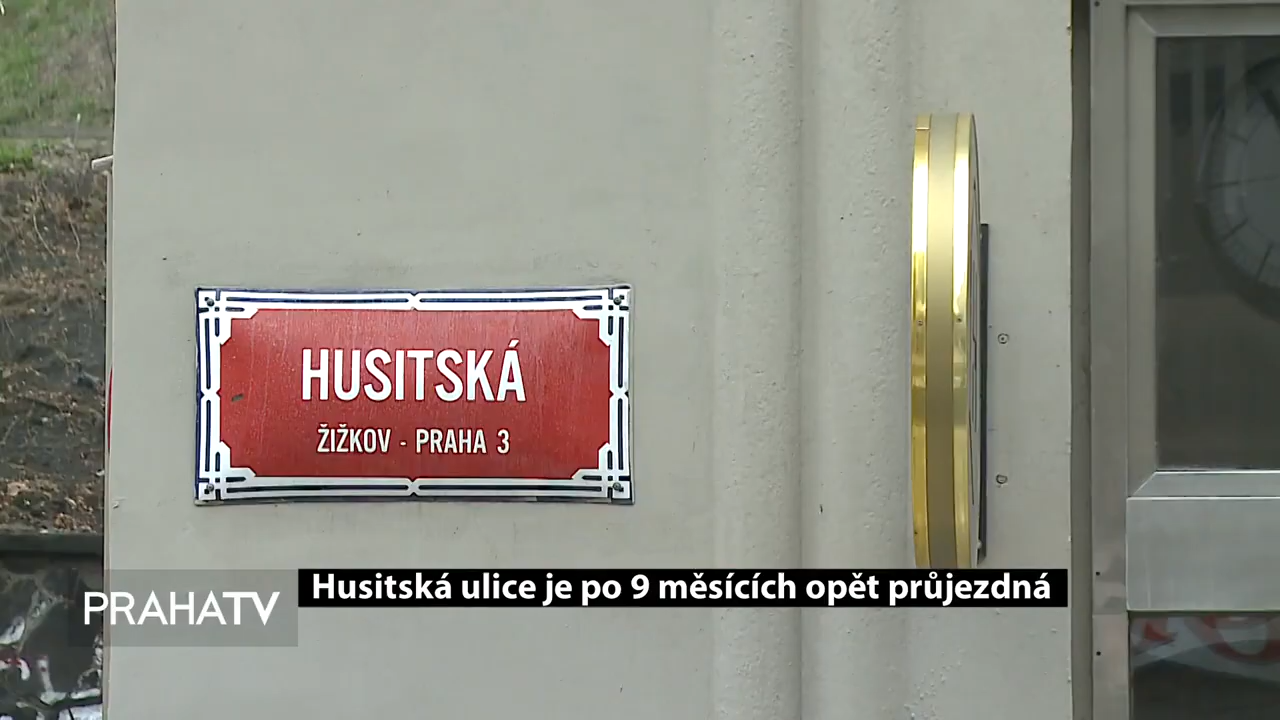 HUSITSKÁ
ŽIŽKOV - PRAHA 3
Husitská ulice je po 9 měsících opět průjezdná
PRAHATV